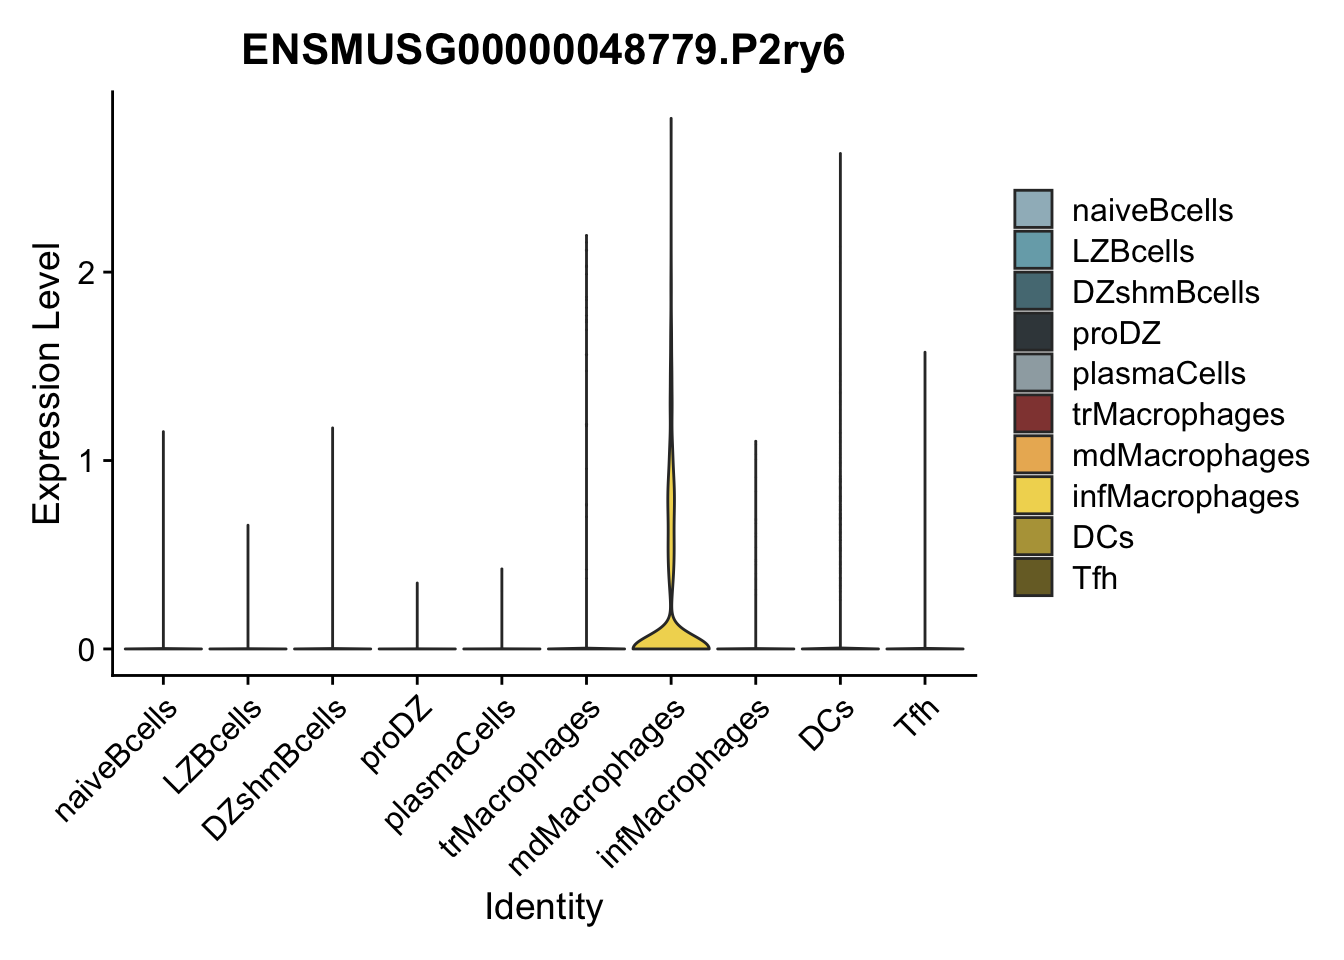 ENSMUSG00000048779.P2ry6
Expression Level
2
1
0
naiveBcells
LZBcells
DZshmBcells
proDZ
plasmaCells
trMacrophages
mdMacrophages
infMacrophages
DCs
Tfh
Identity
naiveBcells
LZBcells
DZshmBcells
proDZ
plasmaCells
trMacrophages
mdMacrophages
infMacrophages
DCs
Tfh